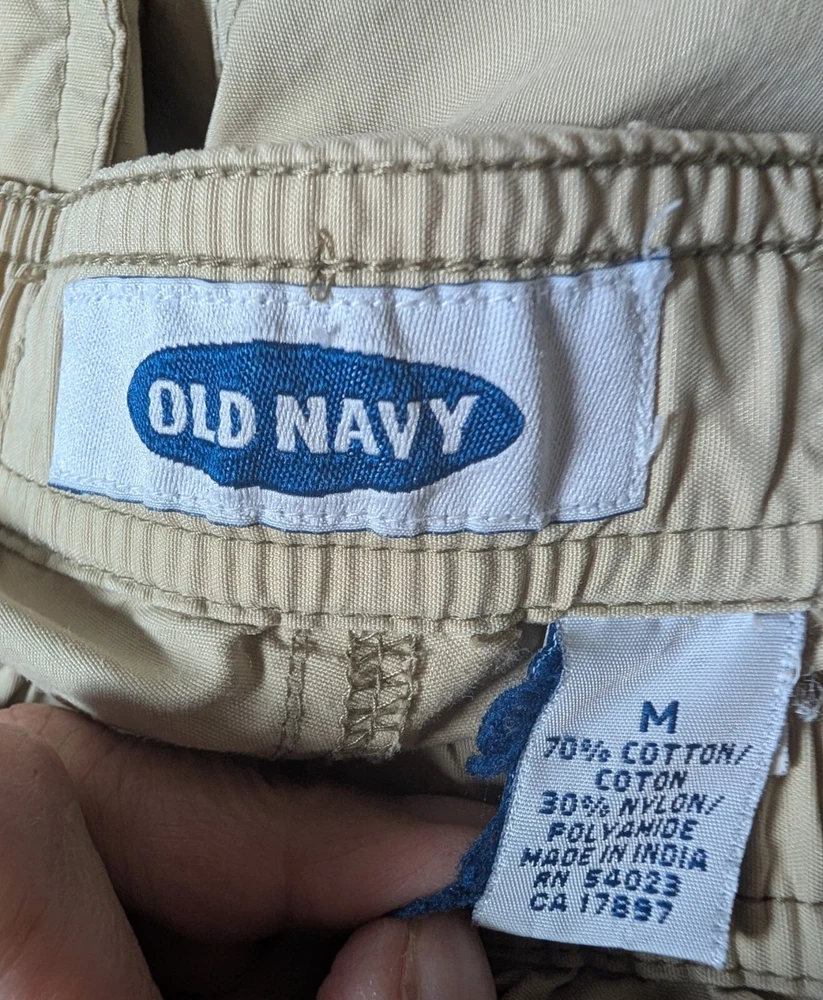 OLD NAVY
M
70% COTTON/
COTON
30% NYLON/
POLYAMIDE
MADE IN INDIA
RN 54023
CA 17897